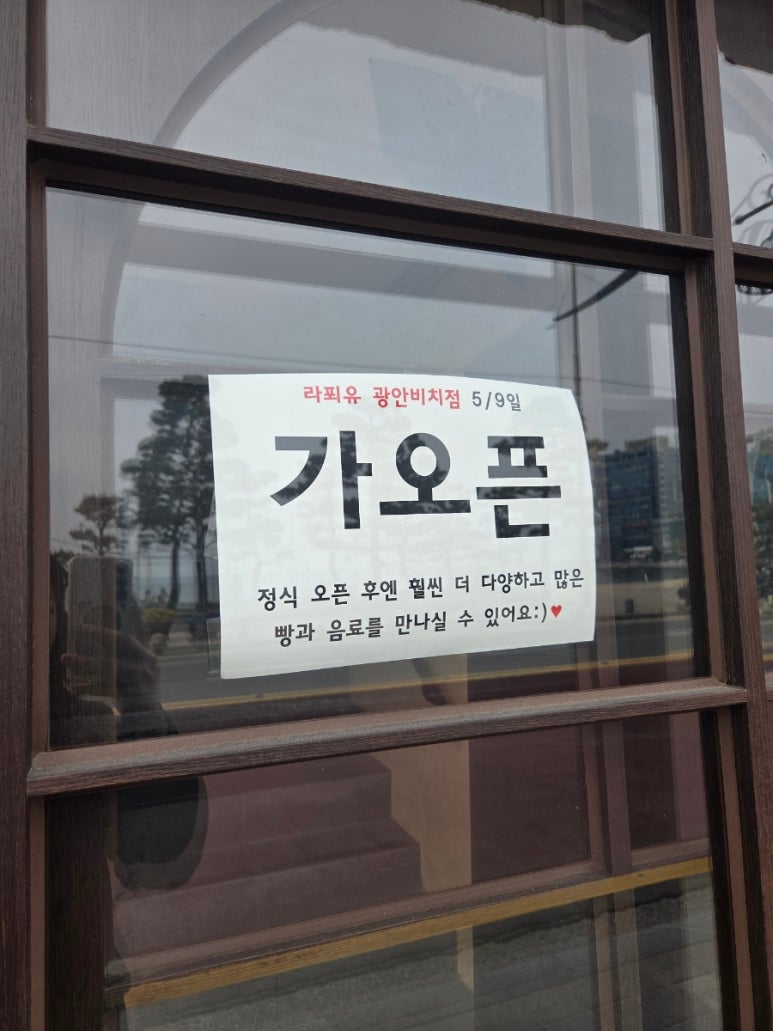 라푀유 광안비치점 5/9일
가오픈
정식 오픈 후엔 훨씬 더 다양하고 많은
빵과 음료를 만나실 수 있어요:)♥